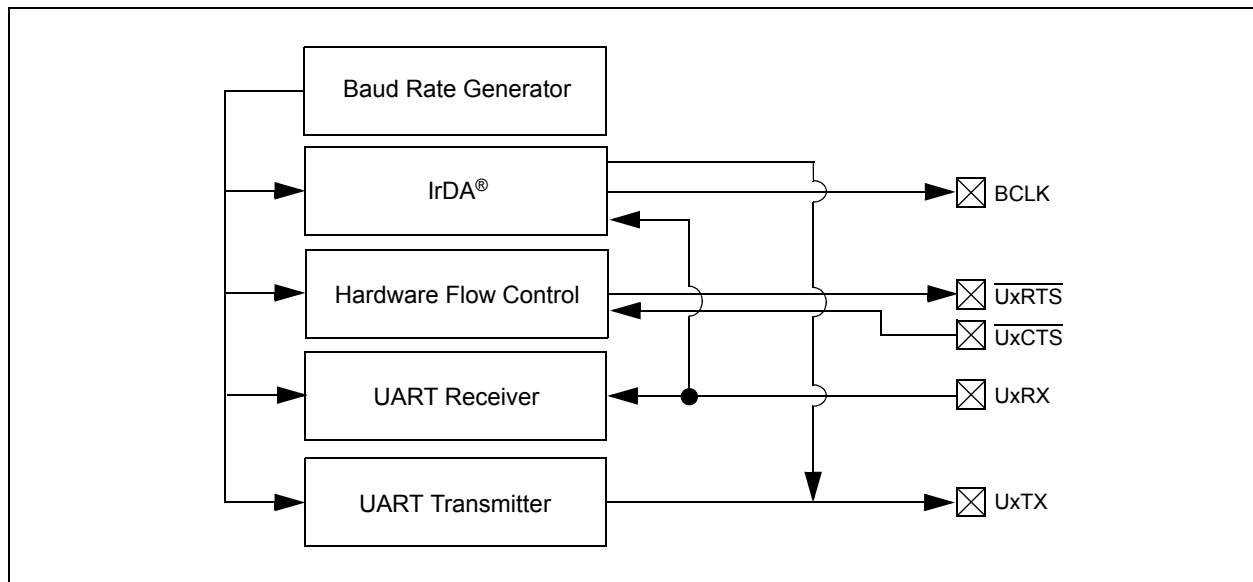 Baud Rate Generator
IrDA®
BCLK
Hardware Flow Control
UxRTS
UxCTS
UART Receiver
UxRX
UART Transmitter
UxTX